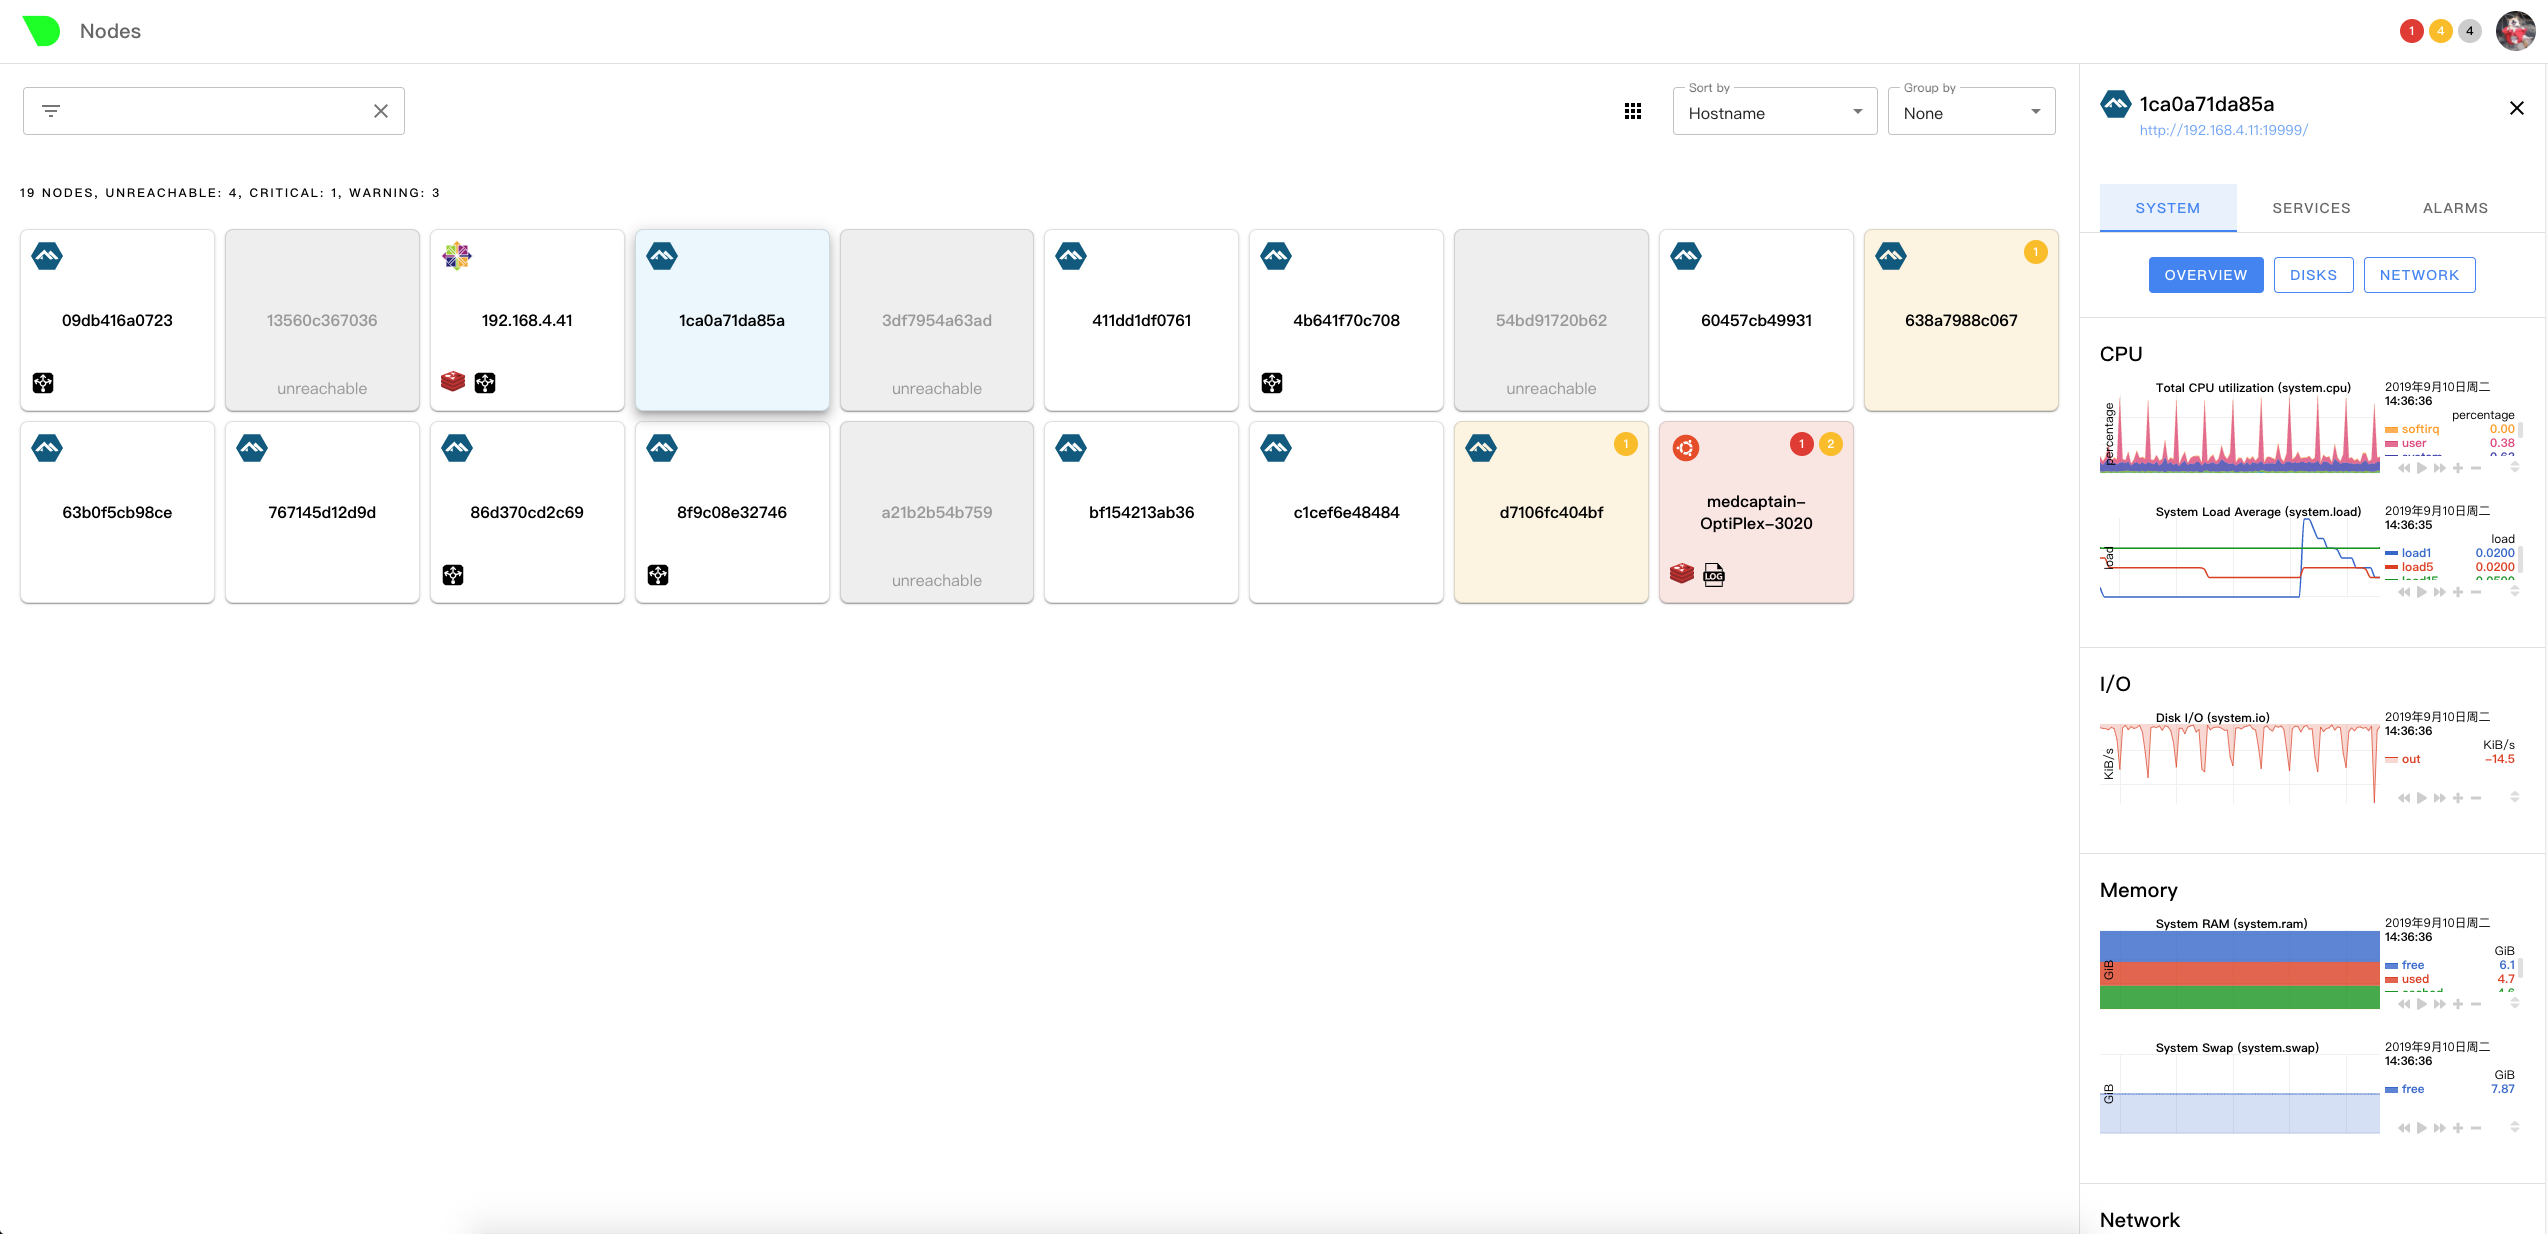 Nodes
1
4
4
Sort by
Hostname
Group by
None
19 NODES, UNREACHABLE: 4, CRITICAL: 1, WARNING: 3
09db416a0723
13560c367036
unreachable
192.168.4.41
1ca0a71da85a
3df7954a63ad
unreachable
411dd1df0761
4b641f70c708
54bd91720b62
unreachable
60457cb49931
1
638a7988c067
63b0f5cb98ce
767145d12d9d
86d370cd2c69
8f9c08e32746
a21b2b54b759
unreachable
bf154213ab36
c1cef6e48484
1
d7106fc404bf
1
2
medcaptain-
OptiPlex-3020
LOG
1ca0a71da85a
http://192.168.4.11:19999/
SYSTEM
SERVICES
ALARMS
OVERVIEW
DISKS
NETWORK
CPU
Total CPU utilization (system.cpu)
percentage
2019年9月10日周二
14:36:36
percentage
softirq 0.00
user 0.38
system 0.63
System Load Average (system.load)
load
2019年9月10日周二
14:36:35
load
load1 0.0200
load5 0.0200
load15 0.0500
I/O
Disk I/O (system.io)
KiB/s
2019年9月10日周二
14:36:36
KiB/s
out -14.5
Memory
System RAM (system.ram)
GiB
2019年9月10日周二
14:36:36
GiB
free 6.1
used 4.7
cached 4.6
System Swap (system.swap)
GiB
2019年9月10日周二
14:36:36
GiB
free 7.87
Network